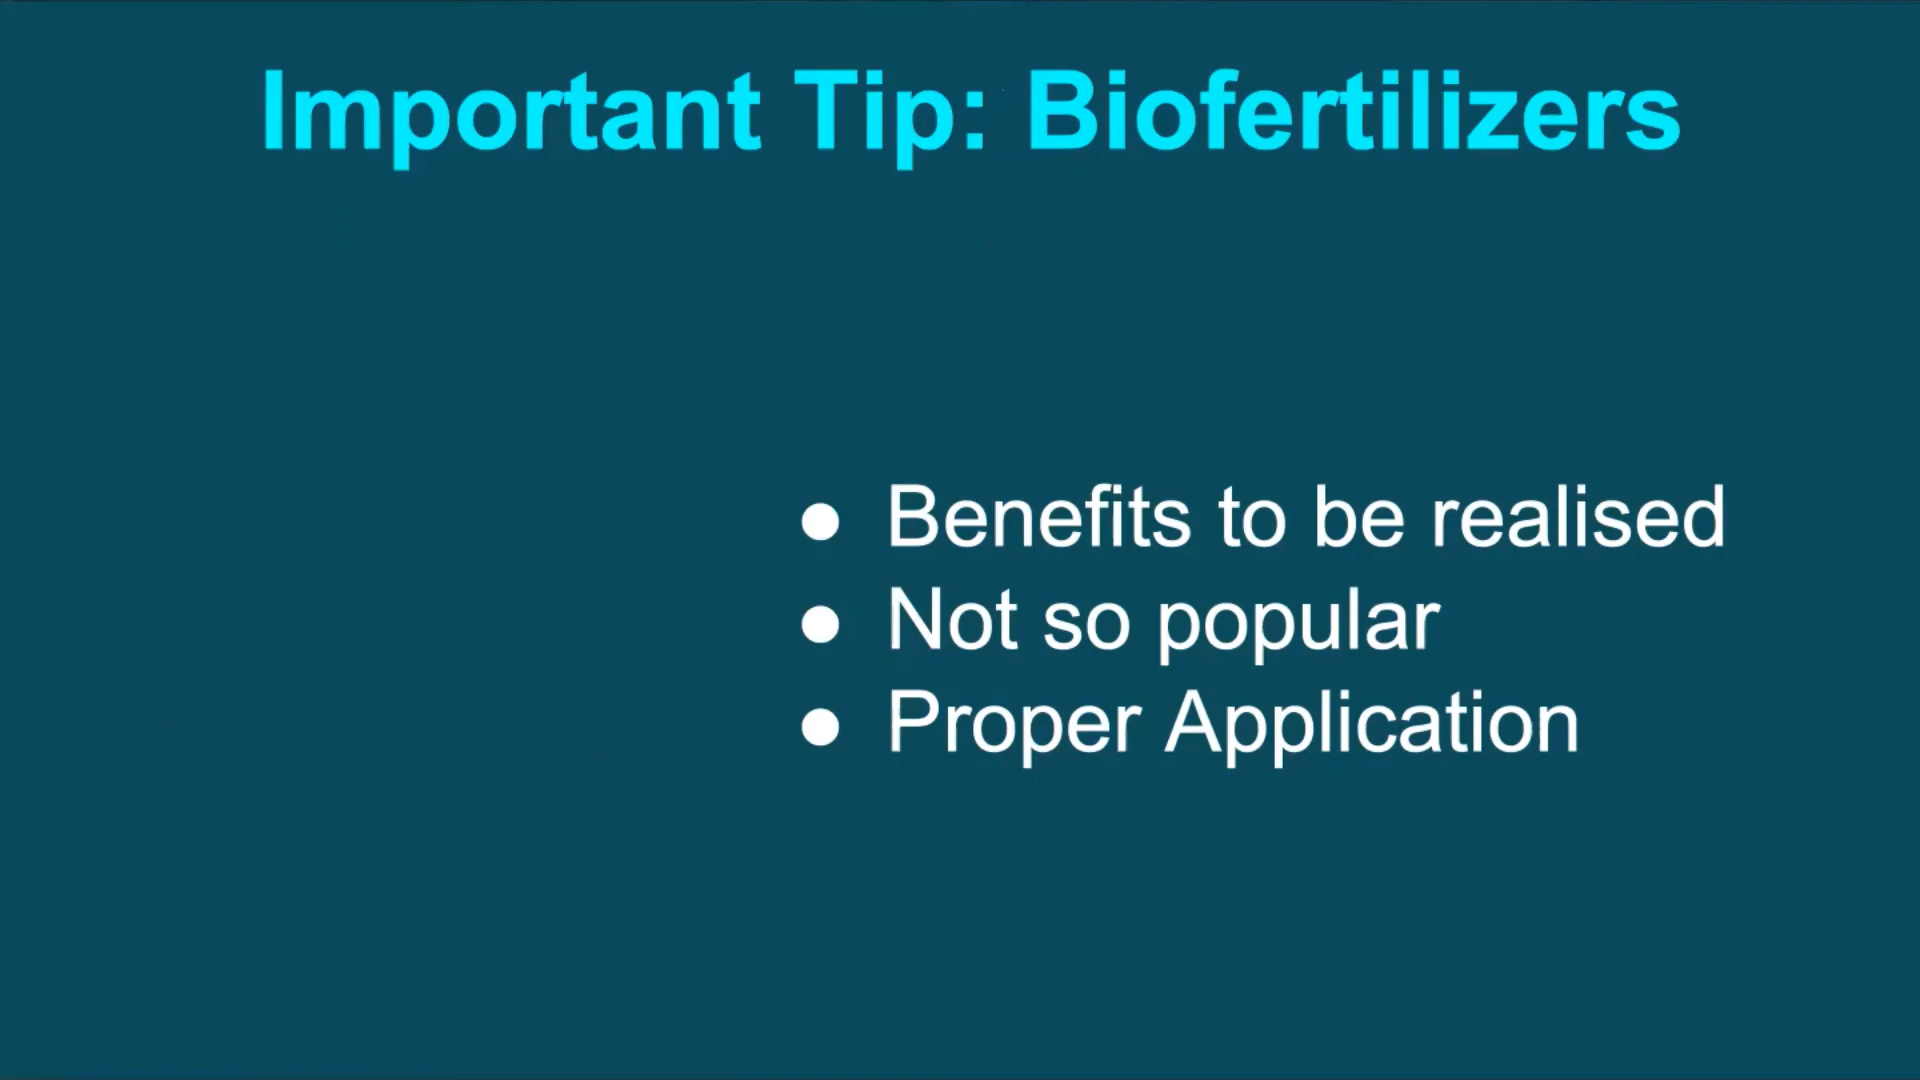 Important Tip: Biofertilizers
● Benefits to be realised
● Not so popular
● Proper Application